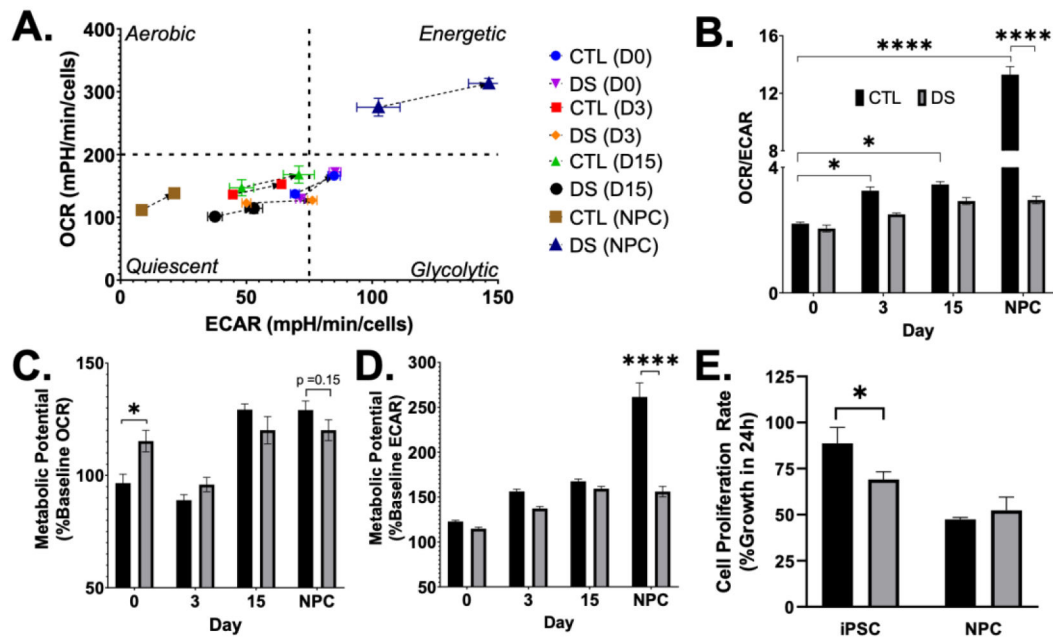 A.
Aerobic
Energetic
Quiescent
Glycolytic
OCR (mpH/min/cells)
400
300
200
100
0
0 50 100 150
ECAR (mpH/min/cells)
CTL (D0)
DS (D0)
CTL (D3)
DS (D3)
CTL (D15)
DS (D15)
CTL (NPC)
DS (NPC)
B.
OCR/ECAR
16
12
8
4
0
****
****
CTL DS
*
*
0 3 15 NPC
Day
C.
Metabolic Potential
(%Baseline OCR)
150
100
50
*
p =0.15
0 3 15 NPC
Day
D.
Metabolic Potential
(%Baseline ECAR)
300
250
200
150
100
50
****
0 3 15 NPC
Day
E.
Cell Proliferation Rate
(%Growth in 24h)
125
100
75
50
25
0
*
iPSC NPC